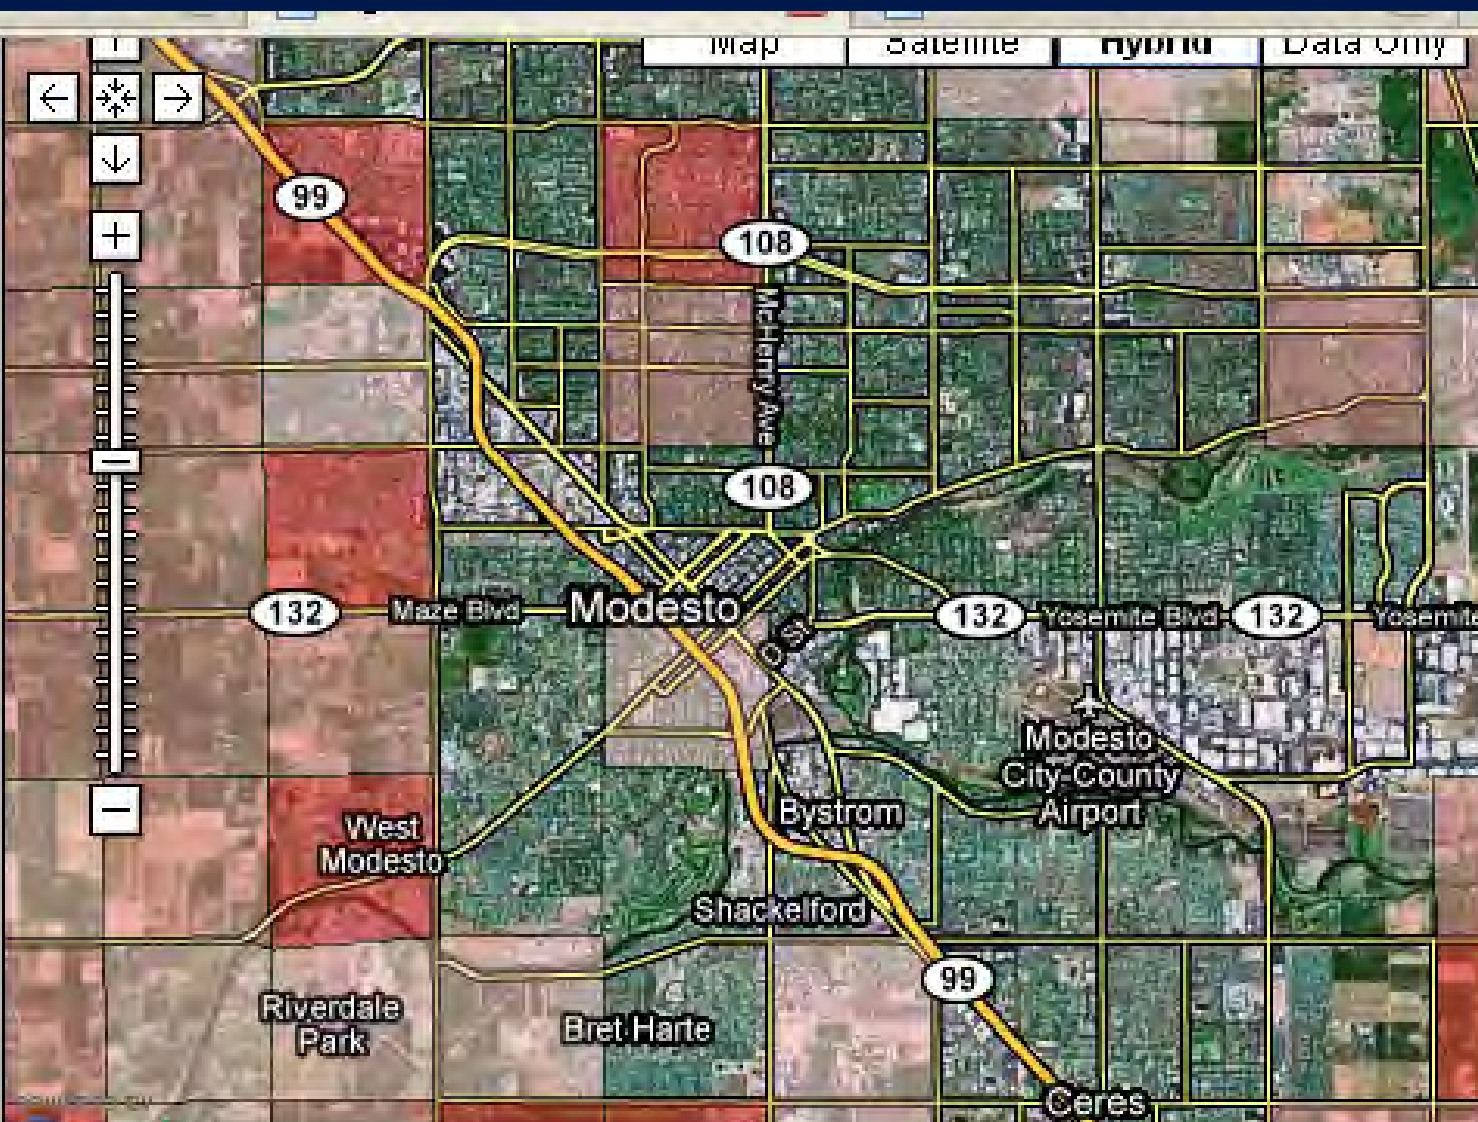 Map Satellite Hybrid Data Only
99
108
McHenry Ave
108
132 Maze Blvd Modesto 132 Yosemite Blvd 132 Yosemite
Modesto
City-County
Airport
Bystrom
West
Modesto
Shackelford
99
Riverdale
Park
Bret Harte
Ceres